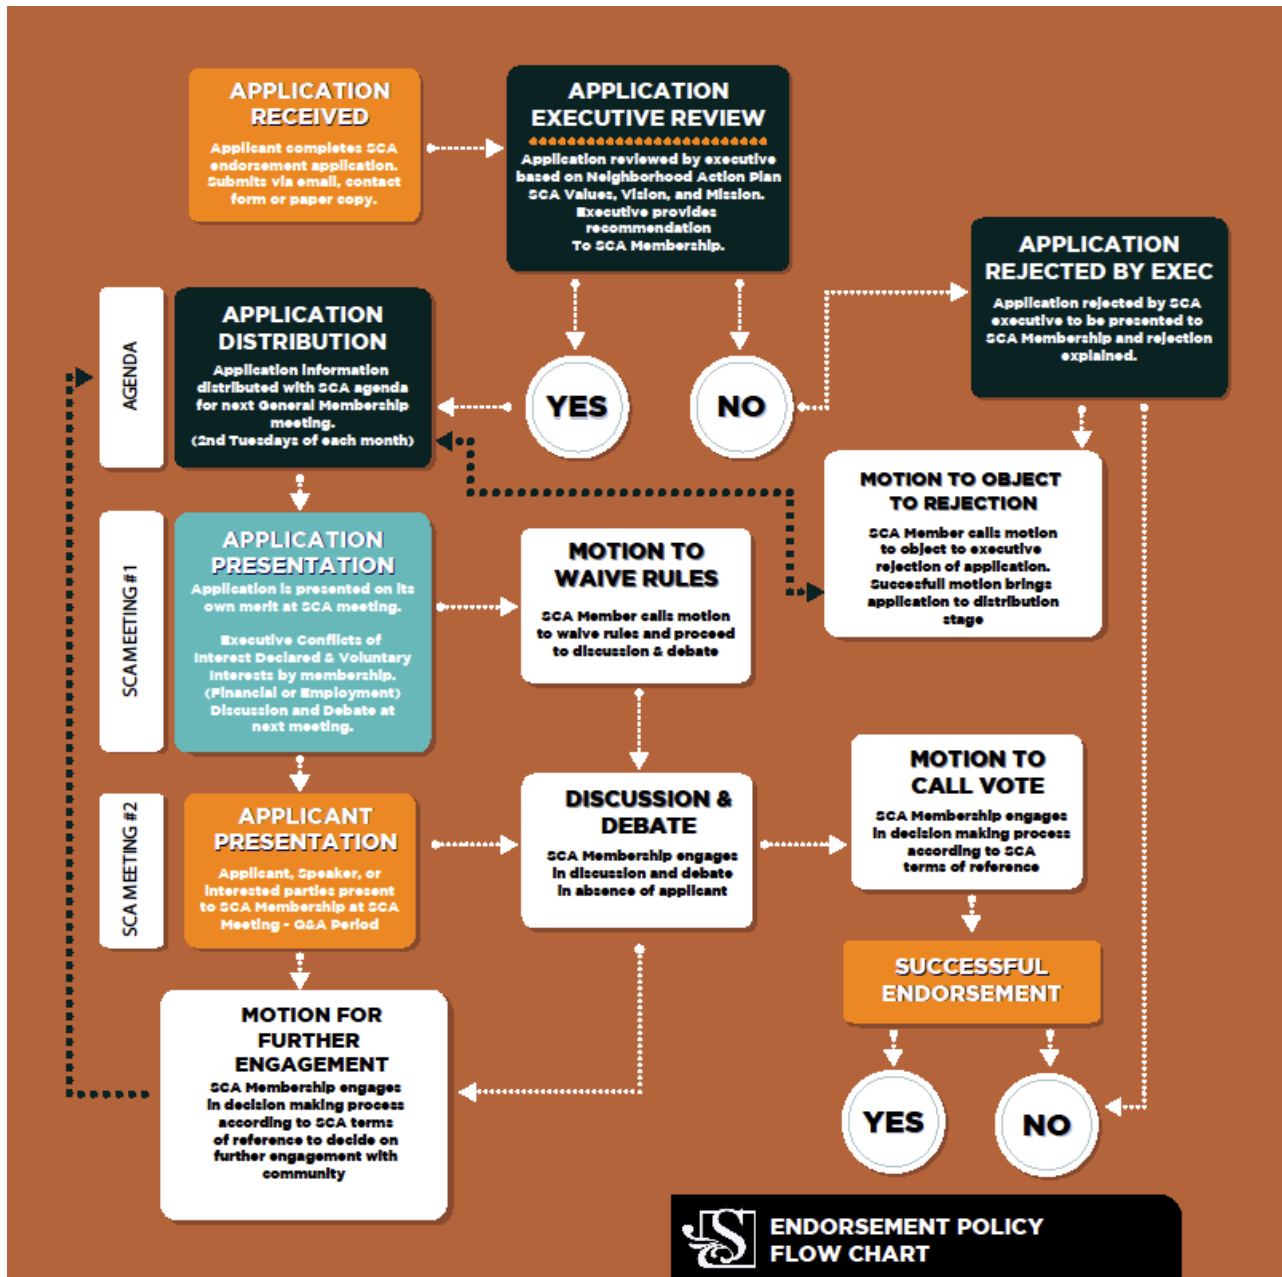 APPLICATION
RECEIVED
Applicant completes SCA
endorsement application.
Submits via email, contact
form or paper copy.
APPLICATION
EXECUTIVE REVIEW
Application reviewed by executive
based on Neighborhood Action Plan
SCA Values, Vision, and Mission.
Executive provides
recommendation
To SCA Membership.
APPLICATION
REJECTED BY EXEC
Application rejected by SCA
executive to be presented to
SCA Membership and rejection
explained.
YES
NO
AGENDA
APPLICATION
DISTRIBUTION
Application information
distributed with SCA agenda
for next General Membership
meeting.
(2nd Tuesdays of each month)
MOTION TO OBJECT
TO REJECTION
SCA Member calls motion
to object to executive
rejection of application.
Succesfull motion brings
application to distribution
stage
SCA MEETING #1
APPLICATION
PRESENTATION
Application is presented on its
own merit at SCA meeting.
Executive Conflicts of
Interest Declared & Voluntary
Interests by membership.
(Financial or Employment)
Discussion and Debate at
next meeting.
MOTION TO
WAIVE RULES
SCA Member calls motion
to waive rules and proceed
to discussion & debate
SCA MEETING #2
APPLICANT
PRESENTATION
Applicant, Speaker, or
interested parties present
to SCA Membership at SCA
Meeting - Q&A Period
DISCUSSION &
DEBATE
SCA Membership engages
in discussion and debate
in absence of applicant
MOTION TO
CALL VOTE
SCA Membership engages
in decision making process
according to SCA
terms of reference
SUCCESSFUL
ENDORSEMENT
YES
NO
MOTION FOR
FURTHER
ENGAGEMENT
SCA Membership engages
in decision making process
according to SCA terms
of reference to decide on
further engagement with
community
S
ENDORSEMENT POLICY
FLOW CHART